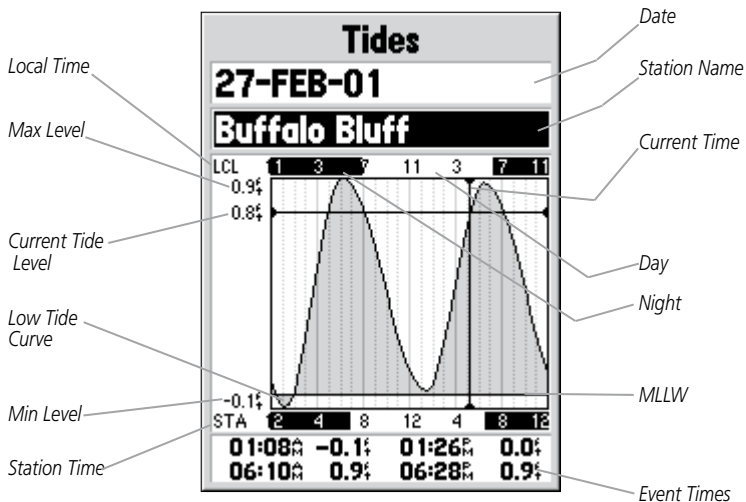 Tides
27-FEB-01
Buffalo Bluff
LCL 11 3 7 11 3 7 11
0.9ft
0.8ft
-0.1ft
STA 12 4 8 12 4 8 12
01:08AM -0.1ft 01:26PM 0.0ft
06:10AM 0.9ft 06:28PM 0.9ft
Local Time
Max Level
Current Tide
Level
Low Tide
Curve
Min Level
Station Time
Date
Station Name
Current Time
Day
Night
MLLW
Event Times